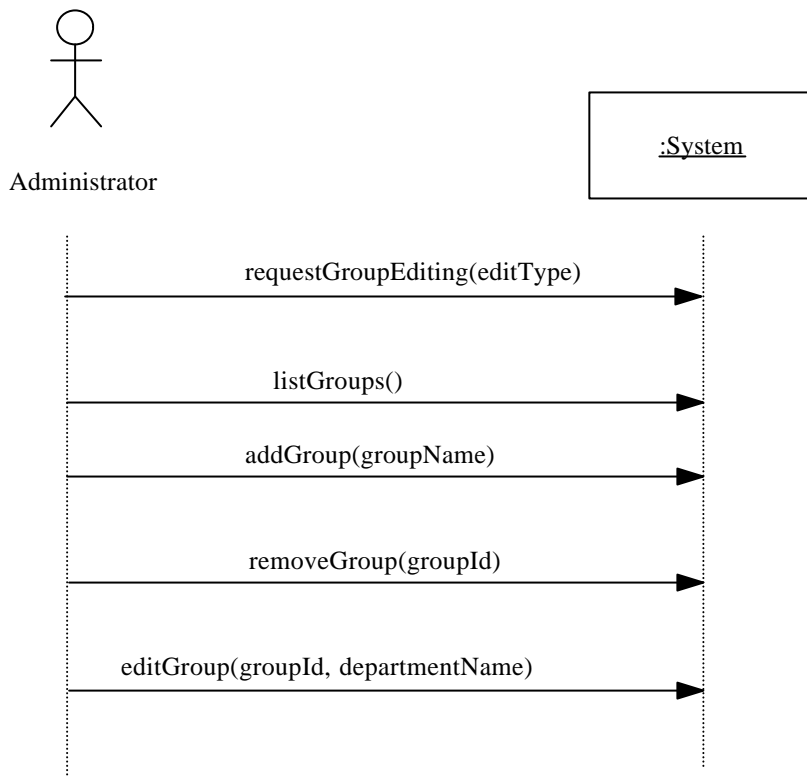 :System
Administrator
requestGroupEditing(editType)
listGroups()
addGroup(groupName)
removeGroup(groupId)
editGroup(groupId, departmentName)